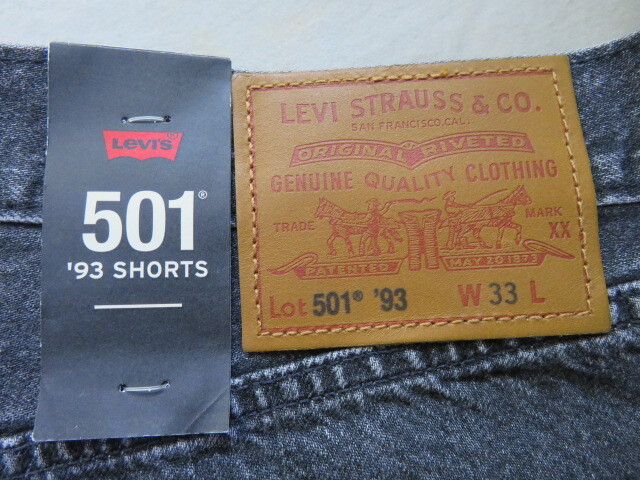 Levi's®
501®
'93 SHORTS
LEVI STRAUSS & CO.
SAN FRANCISCO, CAL.
ORIGINAL RIVETED
GENUINE QUALITY CLOTHING
TRADE MARK
XX
PATENTED MAY 20 1873
Lot 501® '93 W 33 L